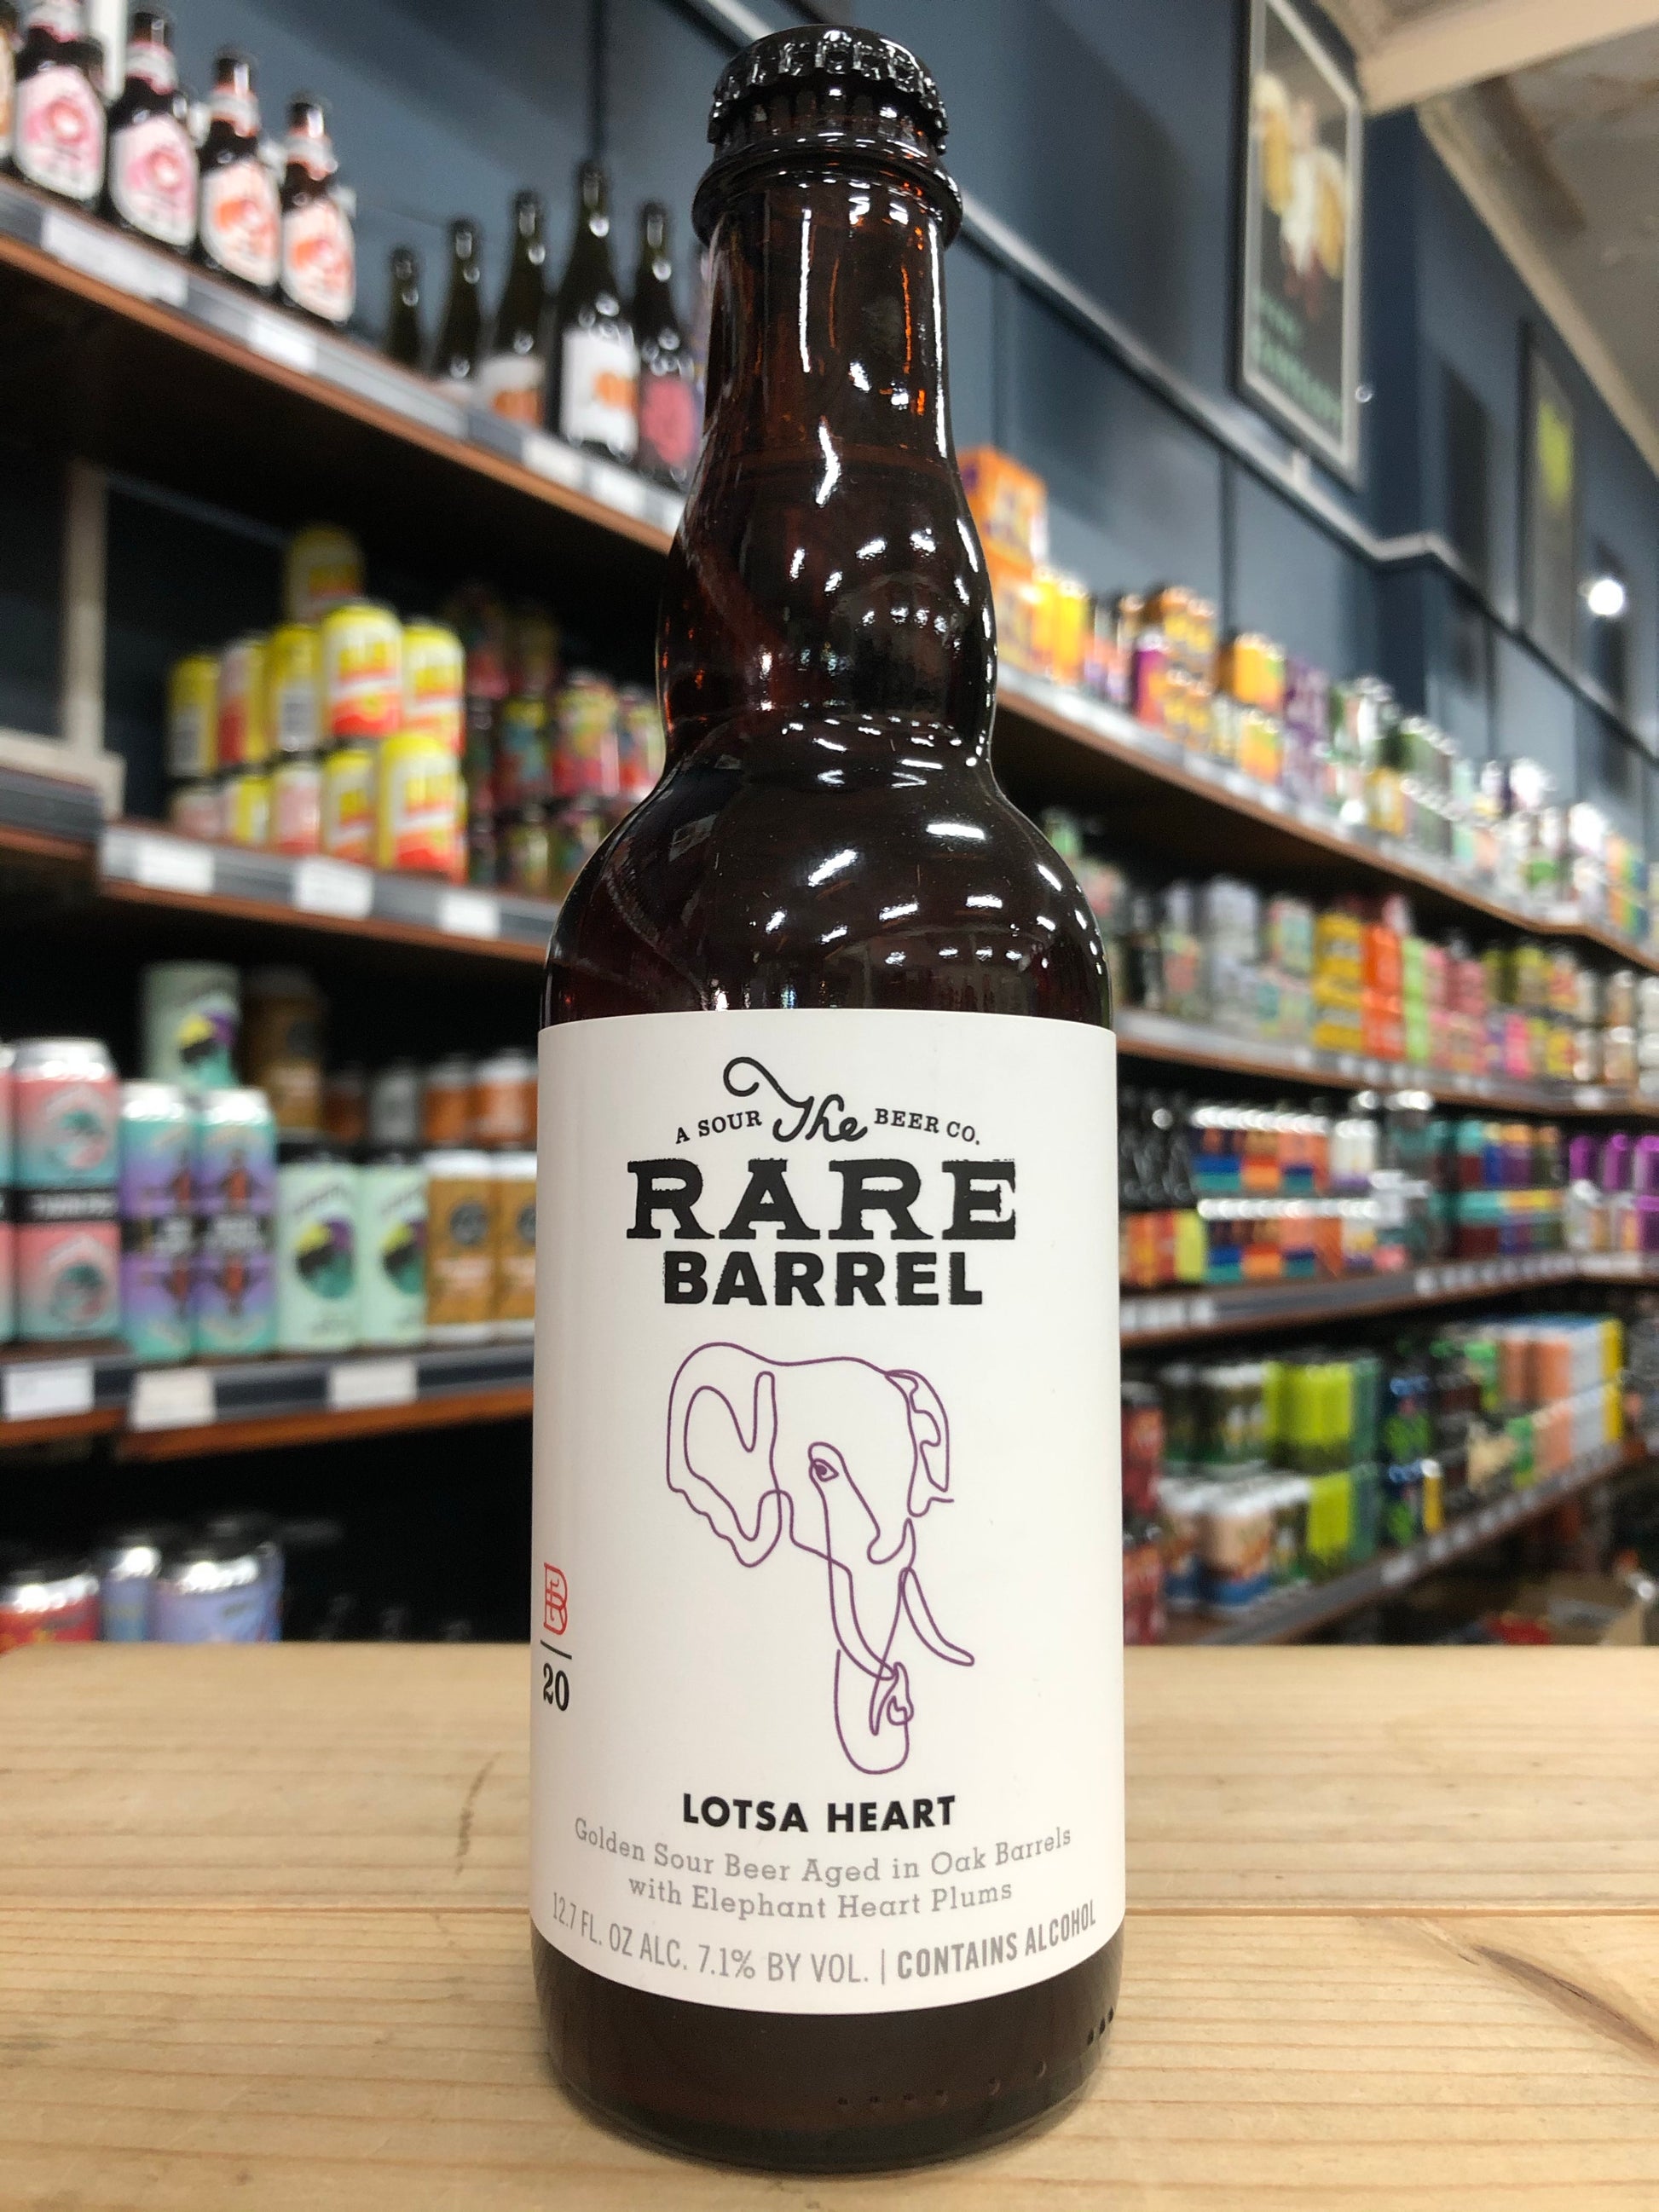 A SOUR The BEER CO.
RARE
BARREL
B
20
LOTSA HEART
Golden Sour Beer Aged in Oak Barrels
with Elephant Heart Plums
12.7 FL. OZ ALC. 7.1% BY VOL. | CONTAINS ALCOHOL